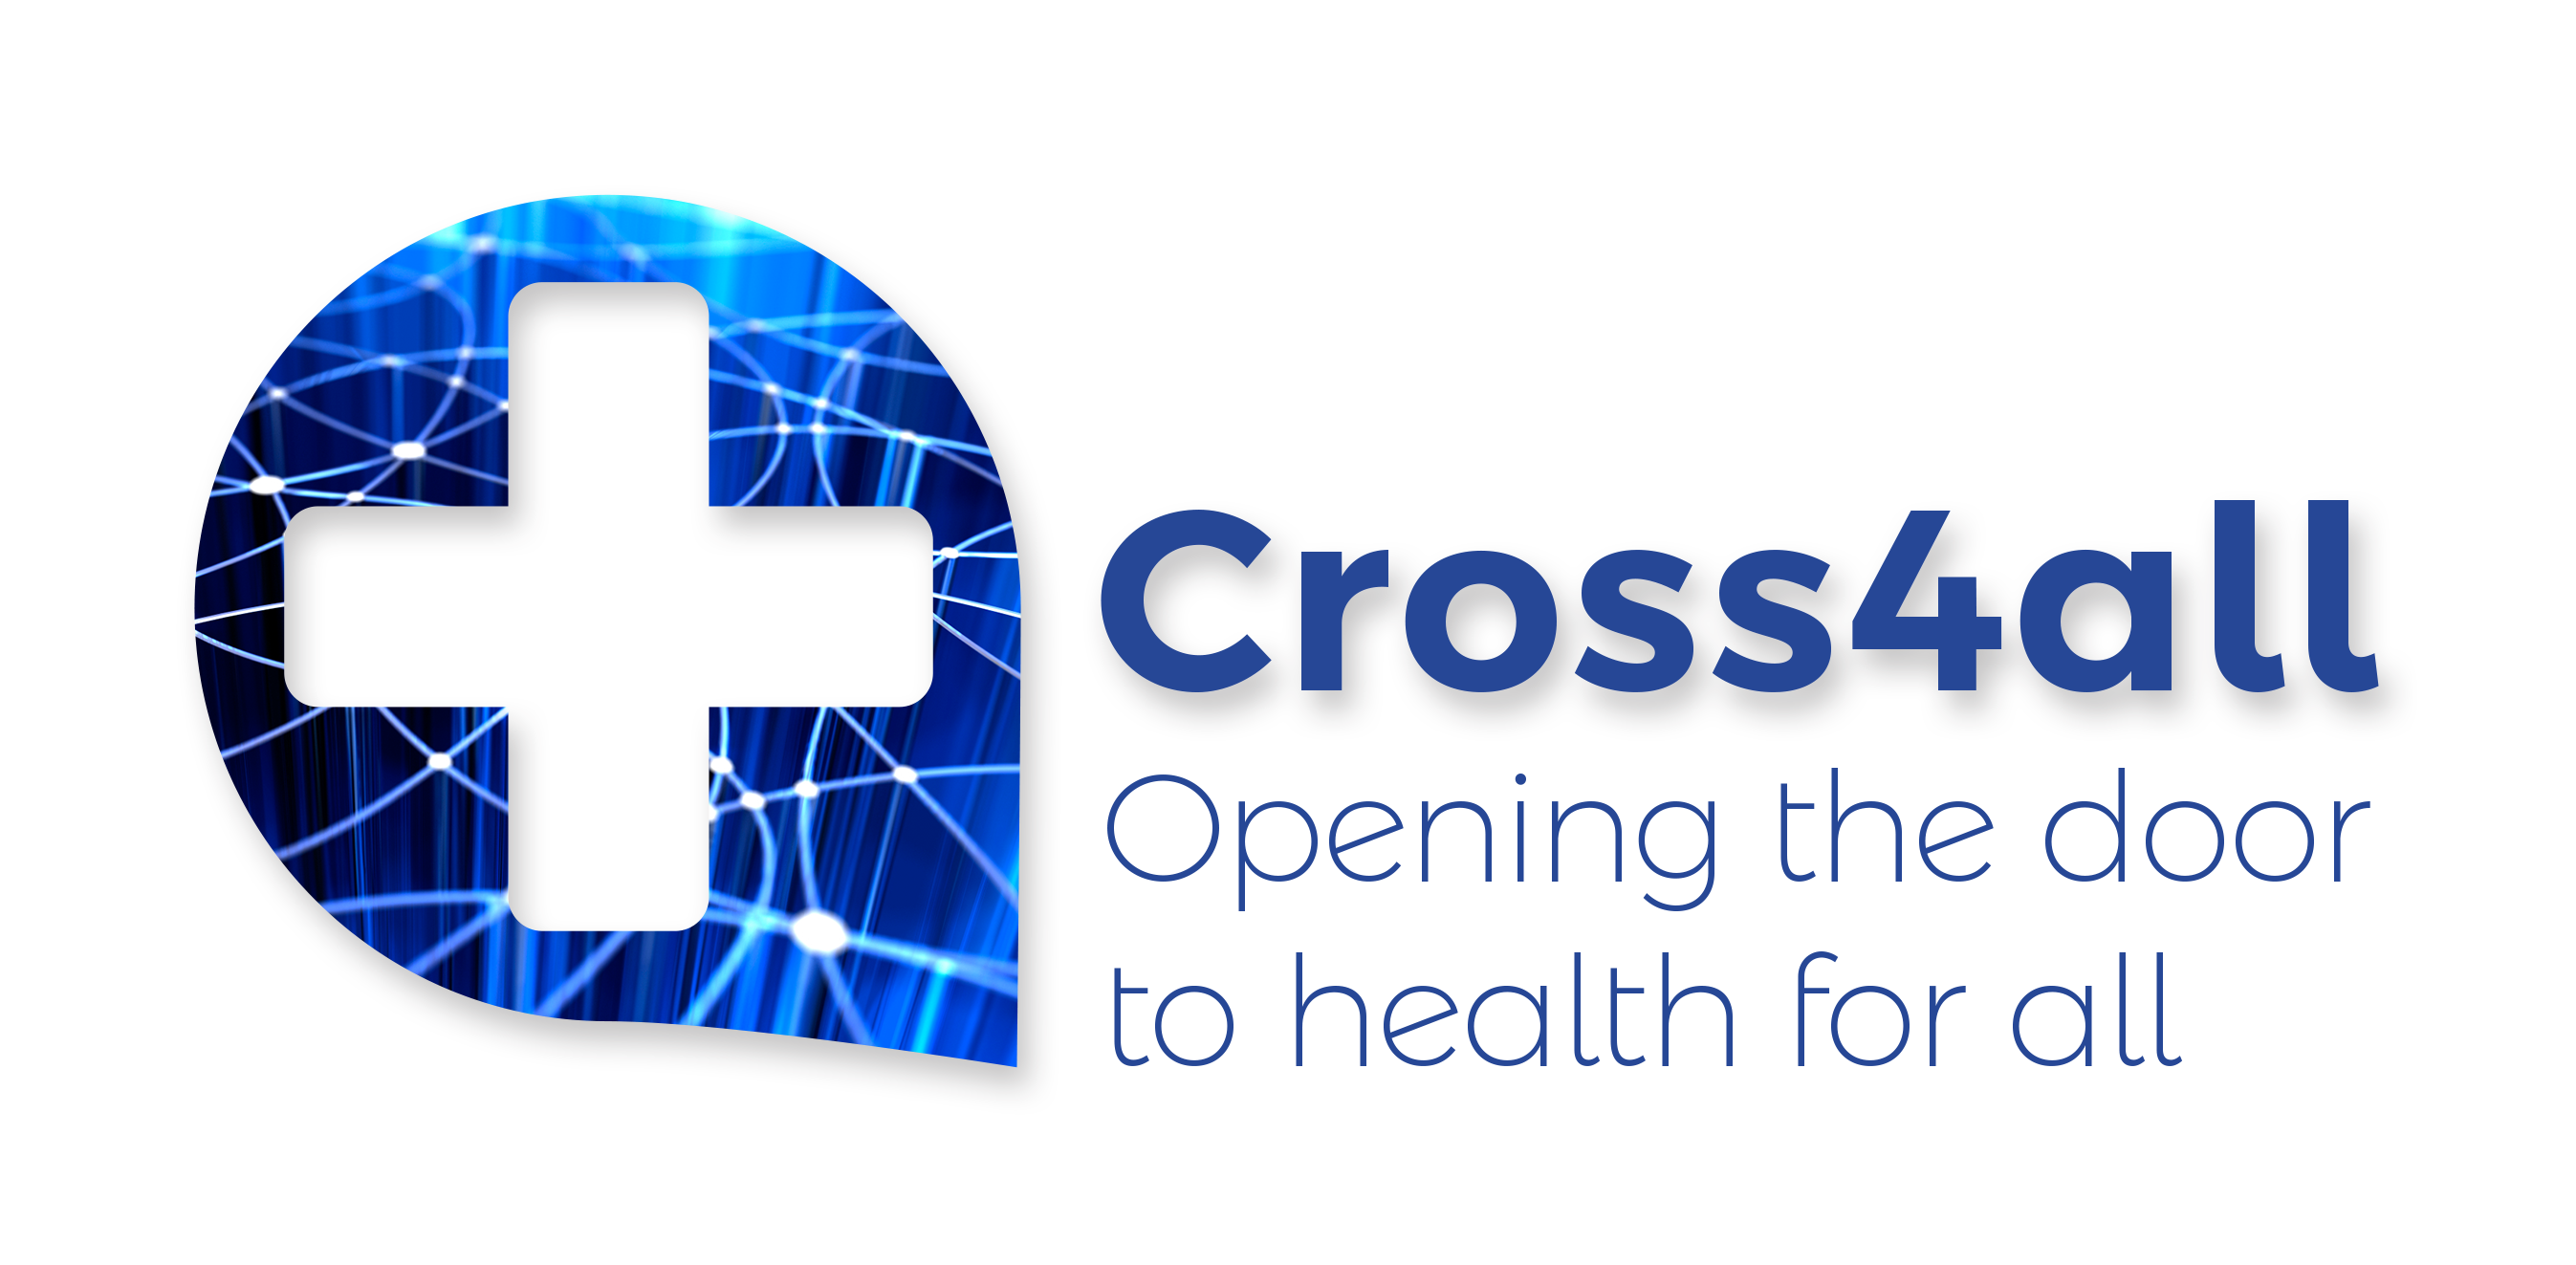 Cross4all
Opening the door
to health for all